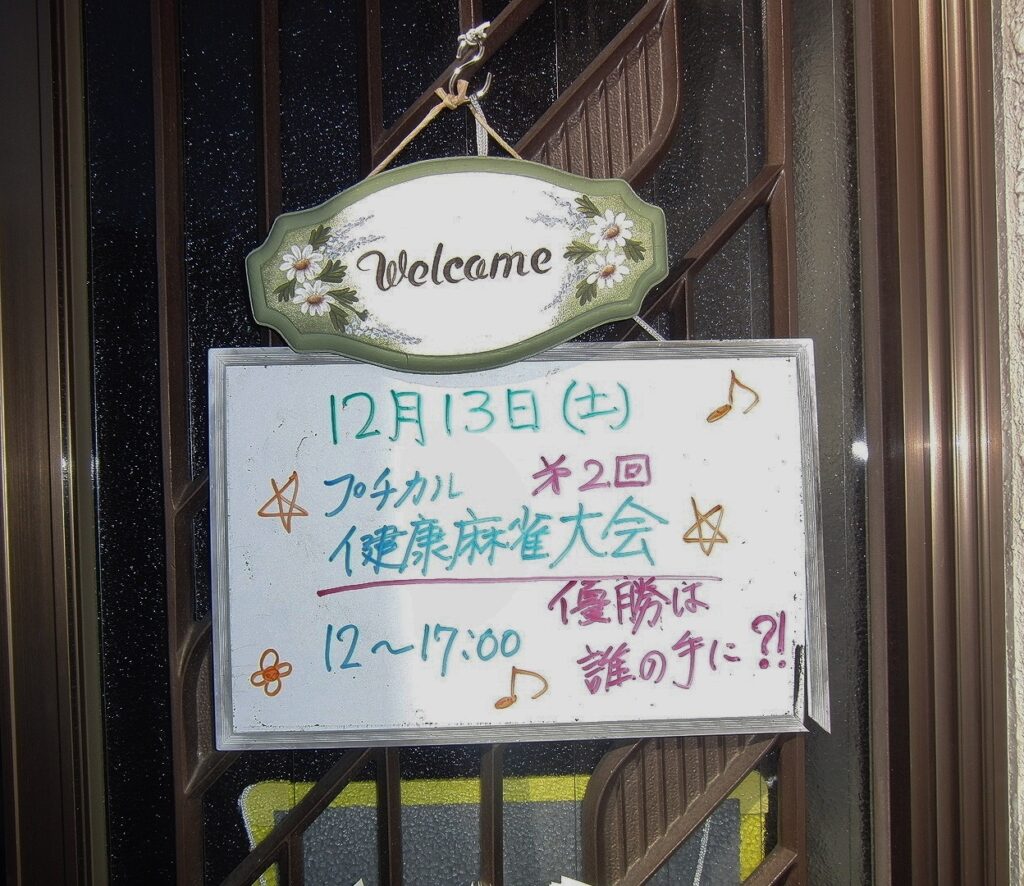 Welcome
12月13日(土)
プチカル 㐧2回
健康麻雀大会
優勝は
12～17:00
誰の手に?!